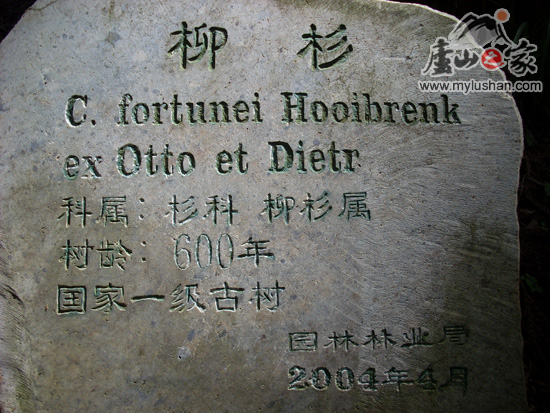 庐山之家
www.mylushan.com
柳杉
C. fortunei Hooibrenk
ex Otto et Dietr
科属：杉科 柳杉属
树龄：600年
国家一级古树
园林林业局
2004年4月